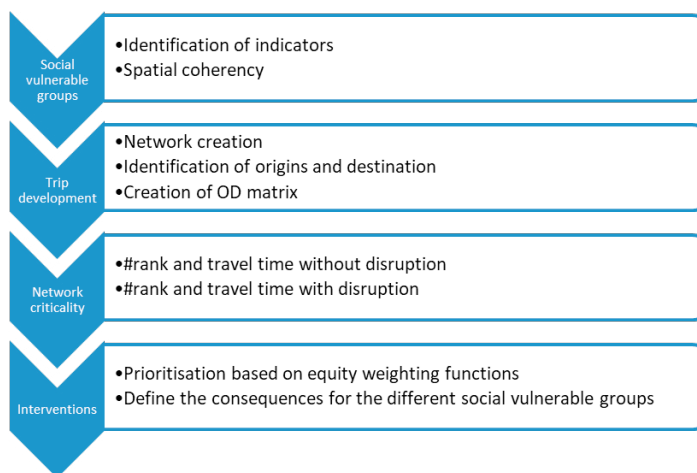 Social
vulnerable
groups
•Identification of indicators
•Spatial coherency
Trip
development
•Network creation
•Identification of origins and destination
•Creation of OD matrix
Network
criticality
•#rank and travel time without disruption
•#rank and travel time with disruption
Interventions
•Prioritisation based on equity weighting functions
•Define the consequences for the different social vulnerable groups